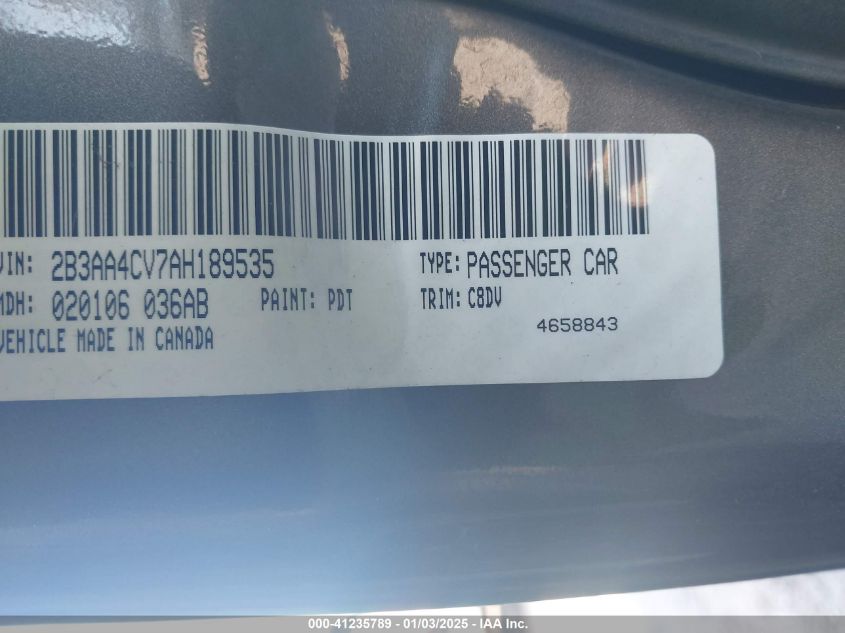 VIN: 2B3AA4CV7AH189535 TYPE: PASSENGER CAR
MDH: 020106 036AB PAINT: PDT TRIM: C8DV
VEHICLE MADE IN CANADA 4658843
000-41235789 - 01/03/2025 - IAA Inc.